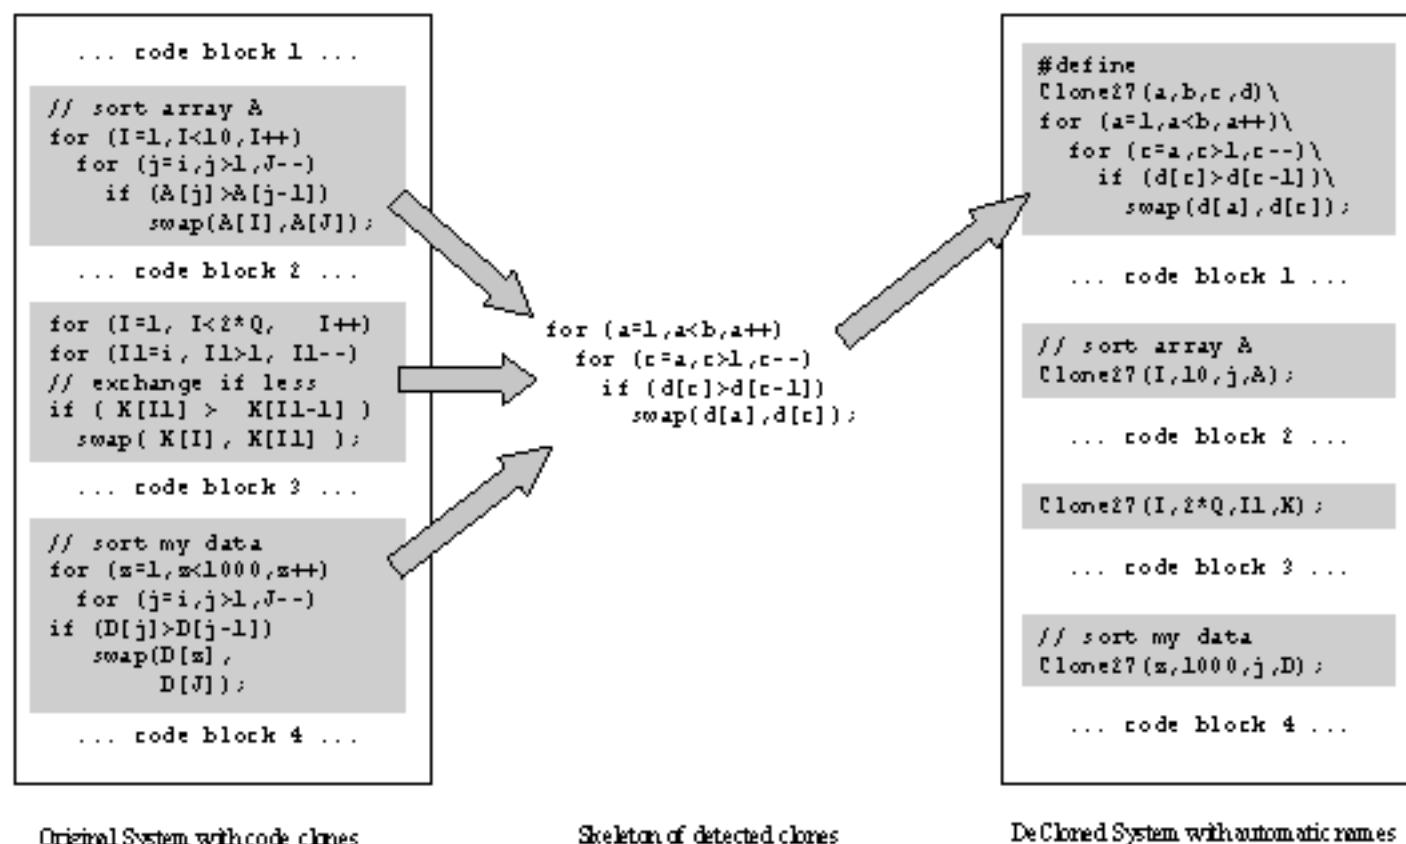 ... code block 1 ...
// sort array A
for (I=1,I<10,I++)
for (j=i,j>1,J--)
if (A[j]>A[j-1])
swap(A[I],A[J]);
... code block 2 ...
for (I=1, I<2*Q, I++)
for (I1=i, I1>1, I1--)
// exchange if less
if ( K[I1] > K[I1-1] )
swap( K[I], K[I1] );
... code block 3 ...
// sort my data
for (z=1,z<1000,z++)
for (j=i,j>1,J--)
if (D[j]>D[j-1])
swap(D[z],
D[J]);
... code block 4 ...
Original System with code clones
for (a=1,a<b,a++)
for (c=a,c>1,c--)
if (d[c]>d[c-1])
swap(d[a],d[c]);
Skeleton of detected clones
#define
Clone27(a,b,c,d)\
for (a=1,a<b,a++)\
for (c=a,c>1,c--)\
if (d[c]>d[c-1])\
swap(d[a],d[c]);
... code block 1 ...
// sort array A
Clone27(I,10,j,A);
... code block 2 ...
Clone27(I,2*Q,I1,K);
... code block 3 ...
// sort my data
Clone27(z,1000,j,D);
... code block 4 ...
DeCloned System with automatic names